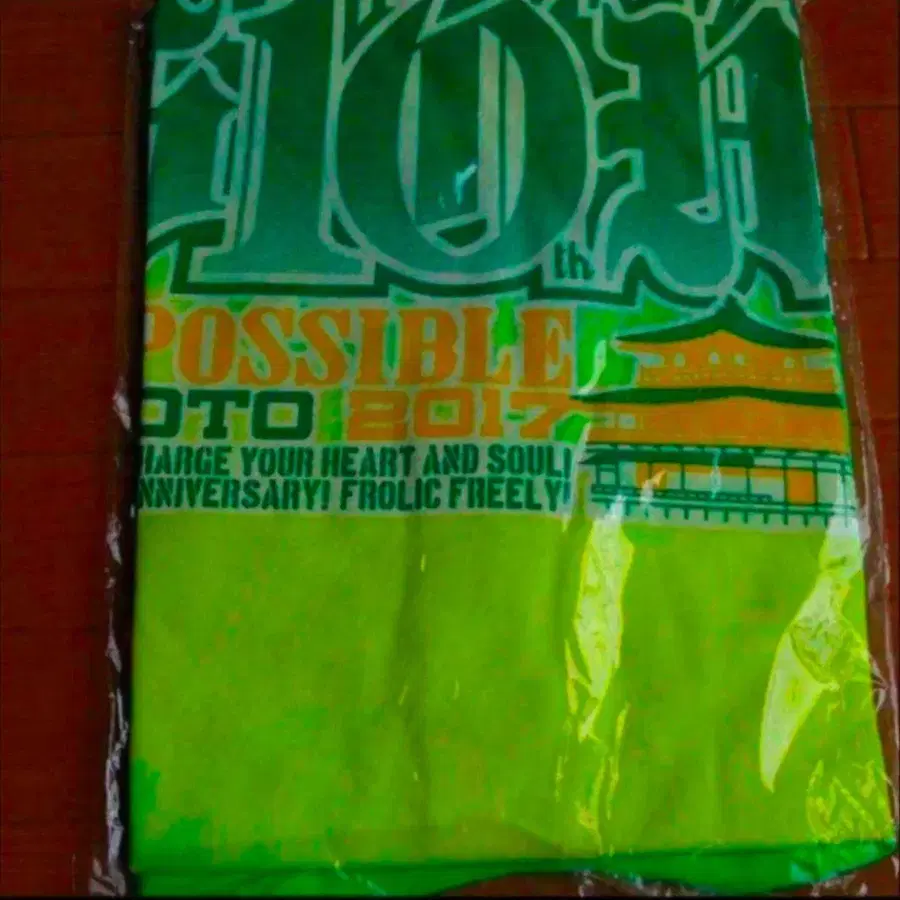 10th
POSSIBLE
OTO 2017
HARGE YOUR HEART AND SOUL!
NNIVERSARY! FROLIC FREELY!